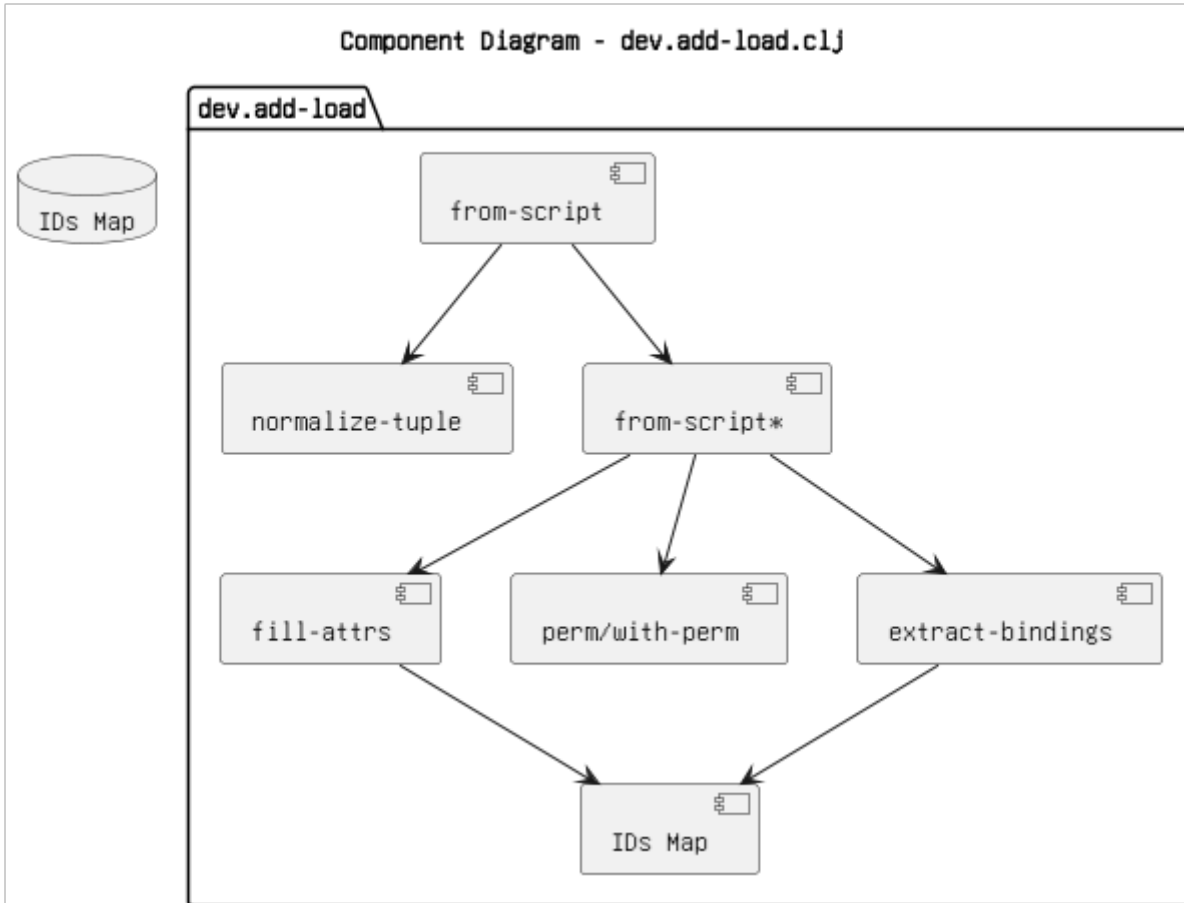 Component Diagram - dev.add-load.clj
dev.add-load
IDs Map
from-script
normalize-tuple
from-script*
fill-attrs
perm/with-perm
extract-bindings
IDs Map